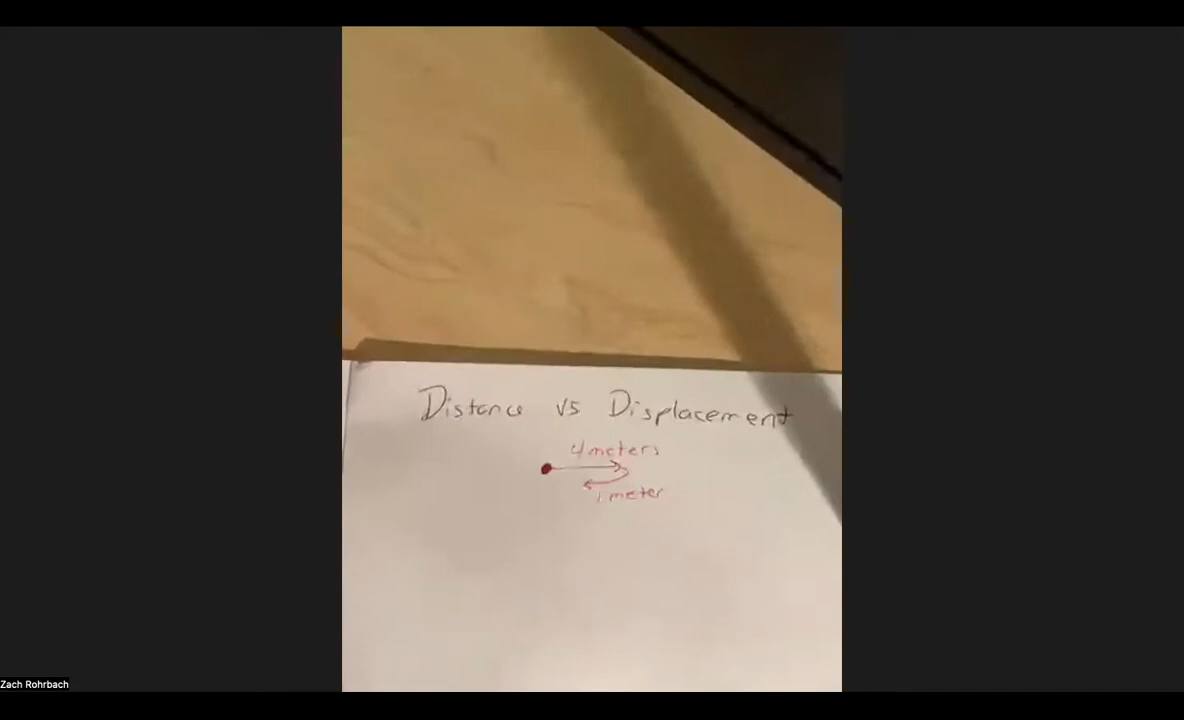 Distance vs Displacement
4 meters
1 meter
Zach Rohrbach